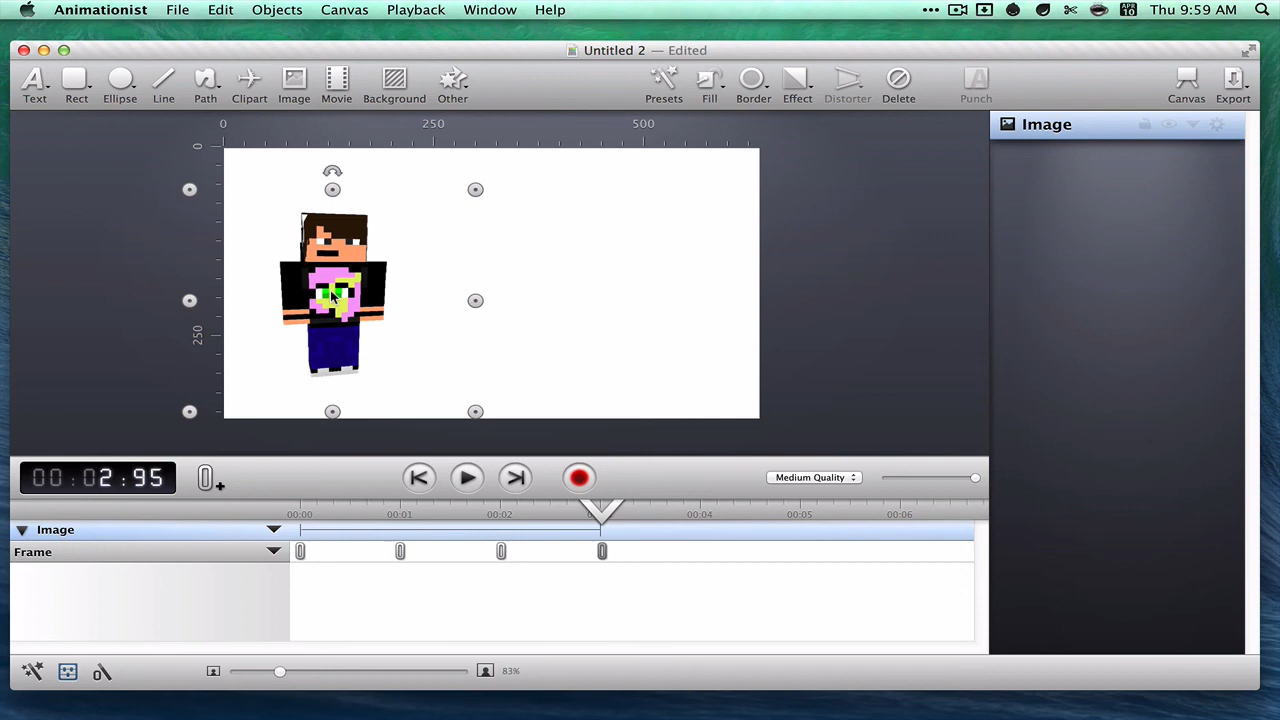 Animationist File Edit Objects Canvas Playback Window Help APR 10 Thu 9:59 AM
Untitled 2 — Edited
Text Rect Ellipse Line Path Clipart Image Movie Background Other Presets Fill Border Effect Distorter Delete Punch Canvas Export
0 250 500
Image
0
250
00:02:95
Medium Quality
00:00 00:01 00:02 00:04 00:05 00:06
Image
Frame
83%